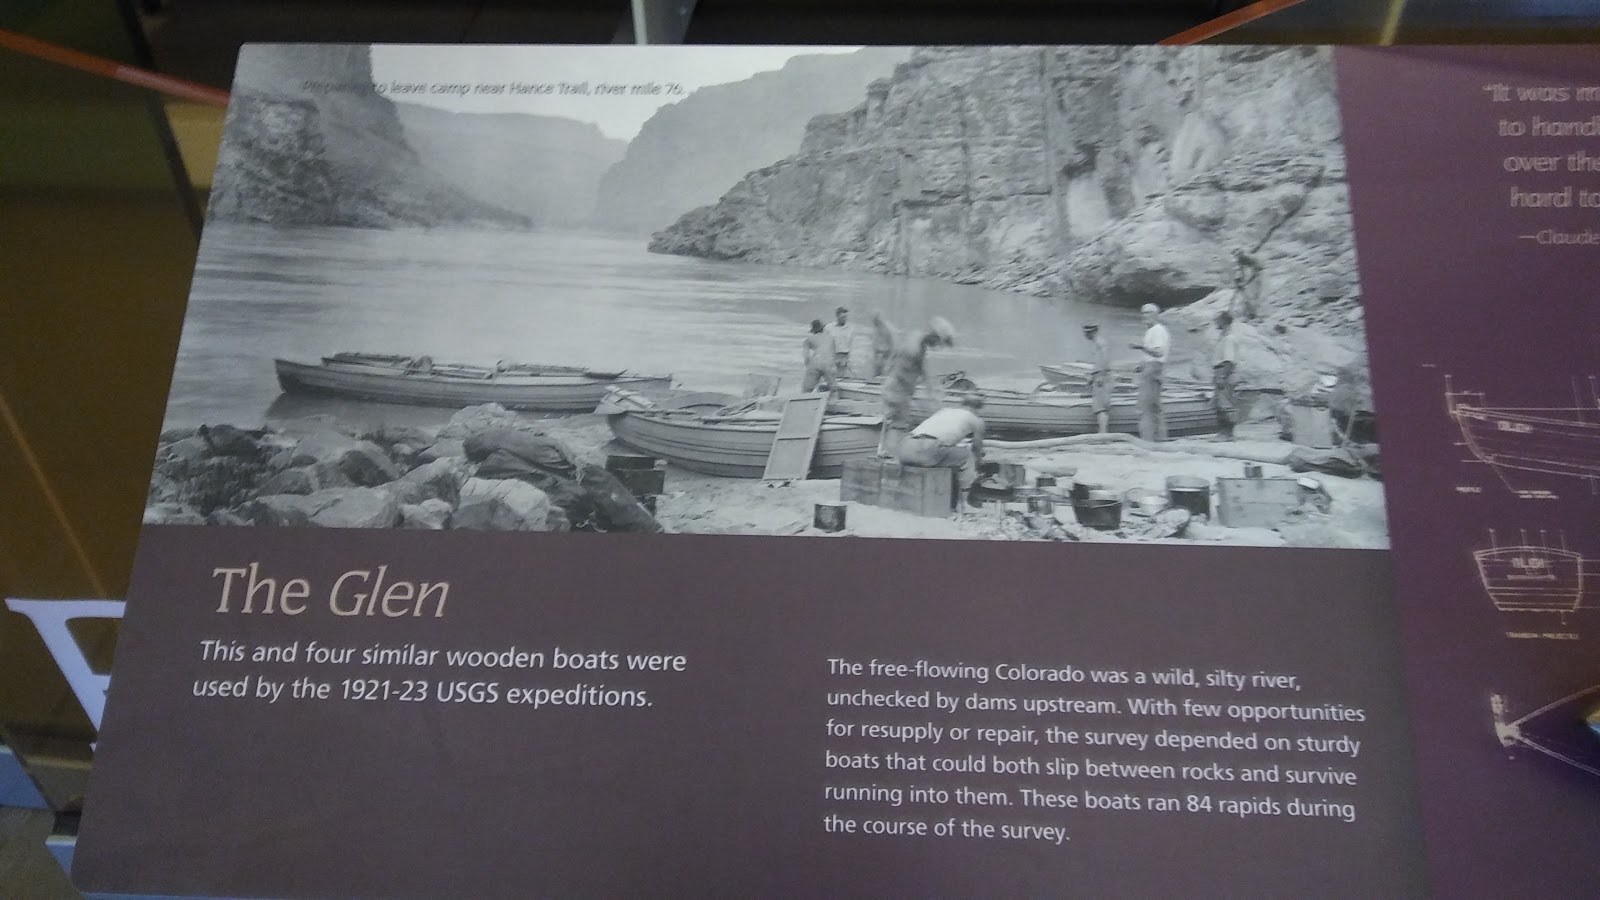 Preparing to leave camp near Hance Trail, river mile 76.
The Glen
This and four similar wooden boats were
used by the 1921-23 USGS expeditions.
The free-flowing Colorado was a wild, silty river,
unchecked by dams upstream. With few opportunities
for resupply or repair, the survey depended on sturdy
boats that could both slip between rocks and survive
running into them. These boats ran 84 rapids during
the course of the survey.
"It was m
to handl
over the
hard to
—Claude